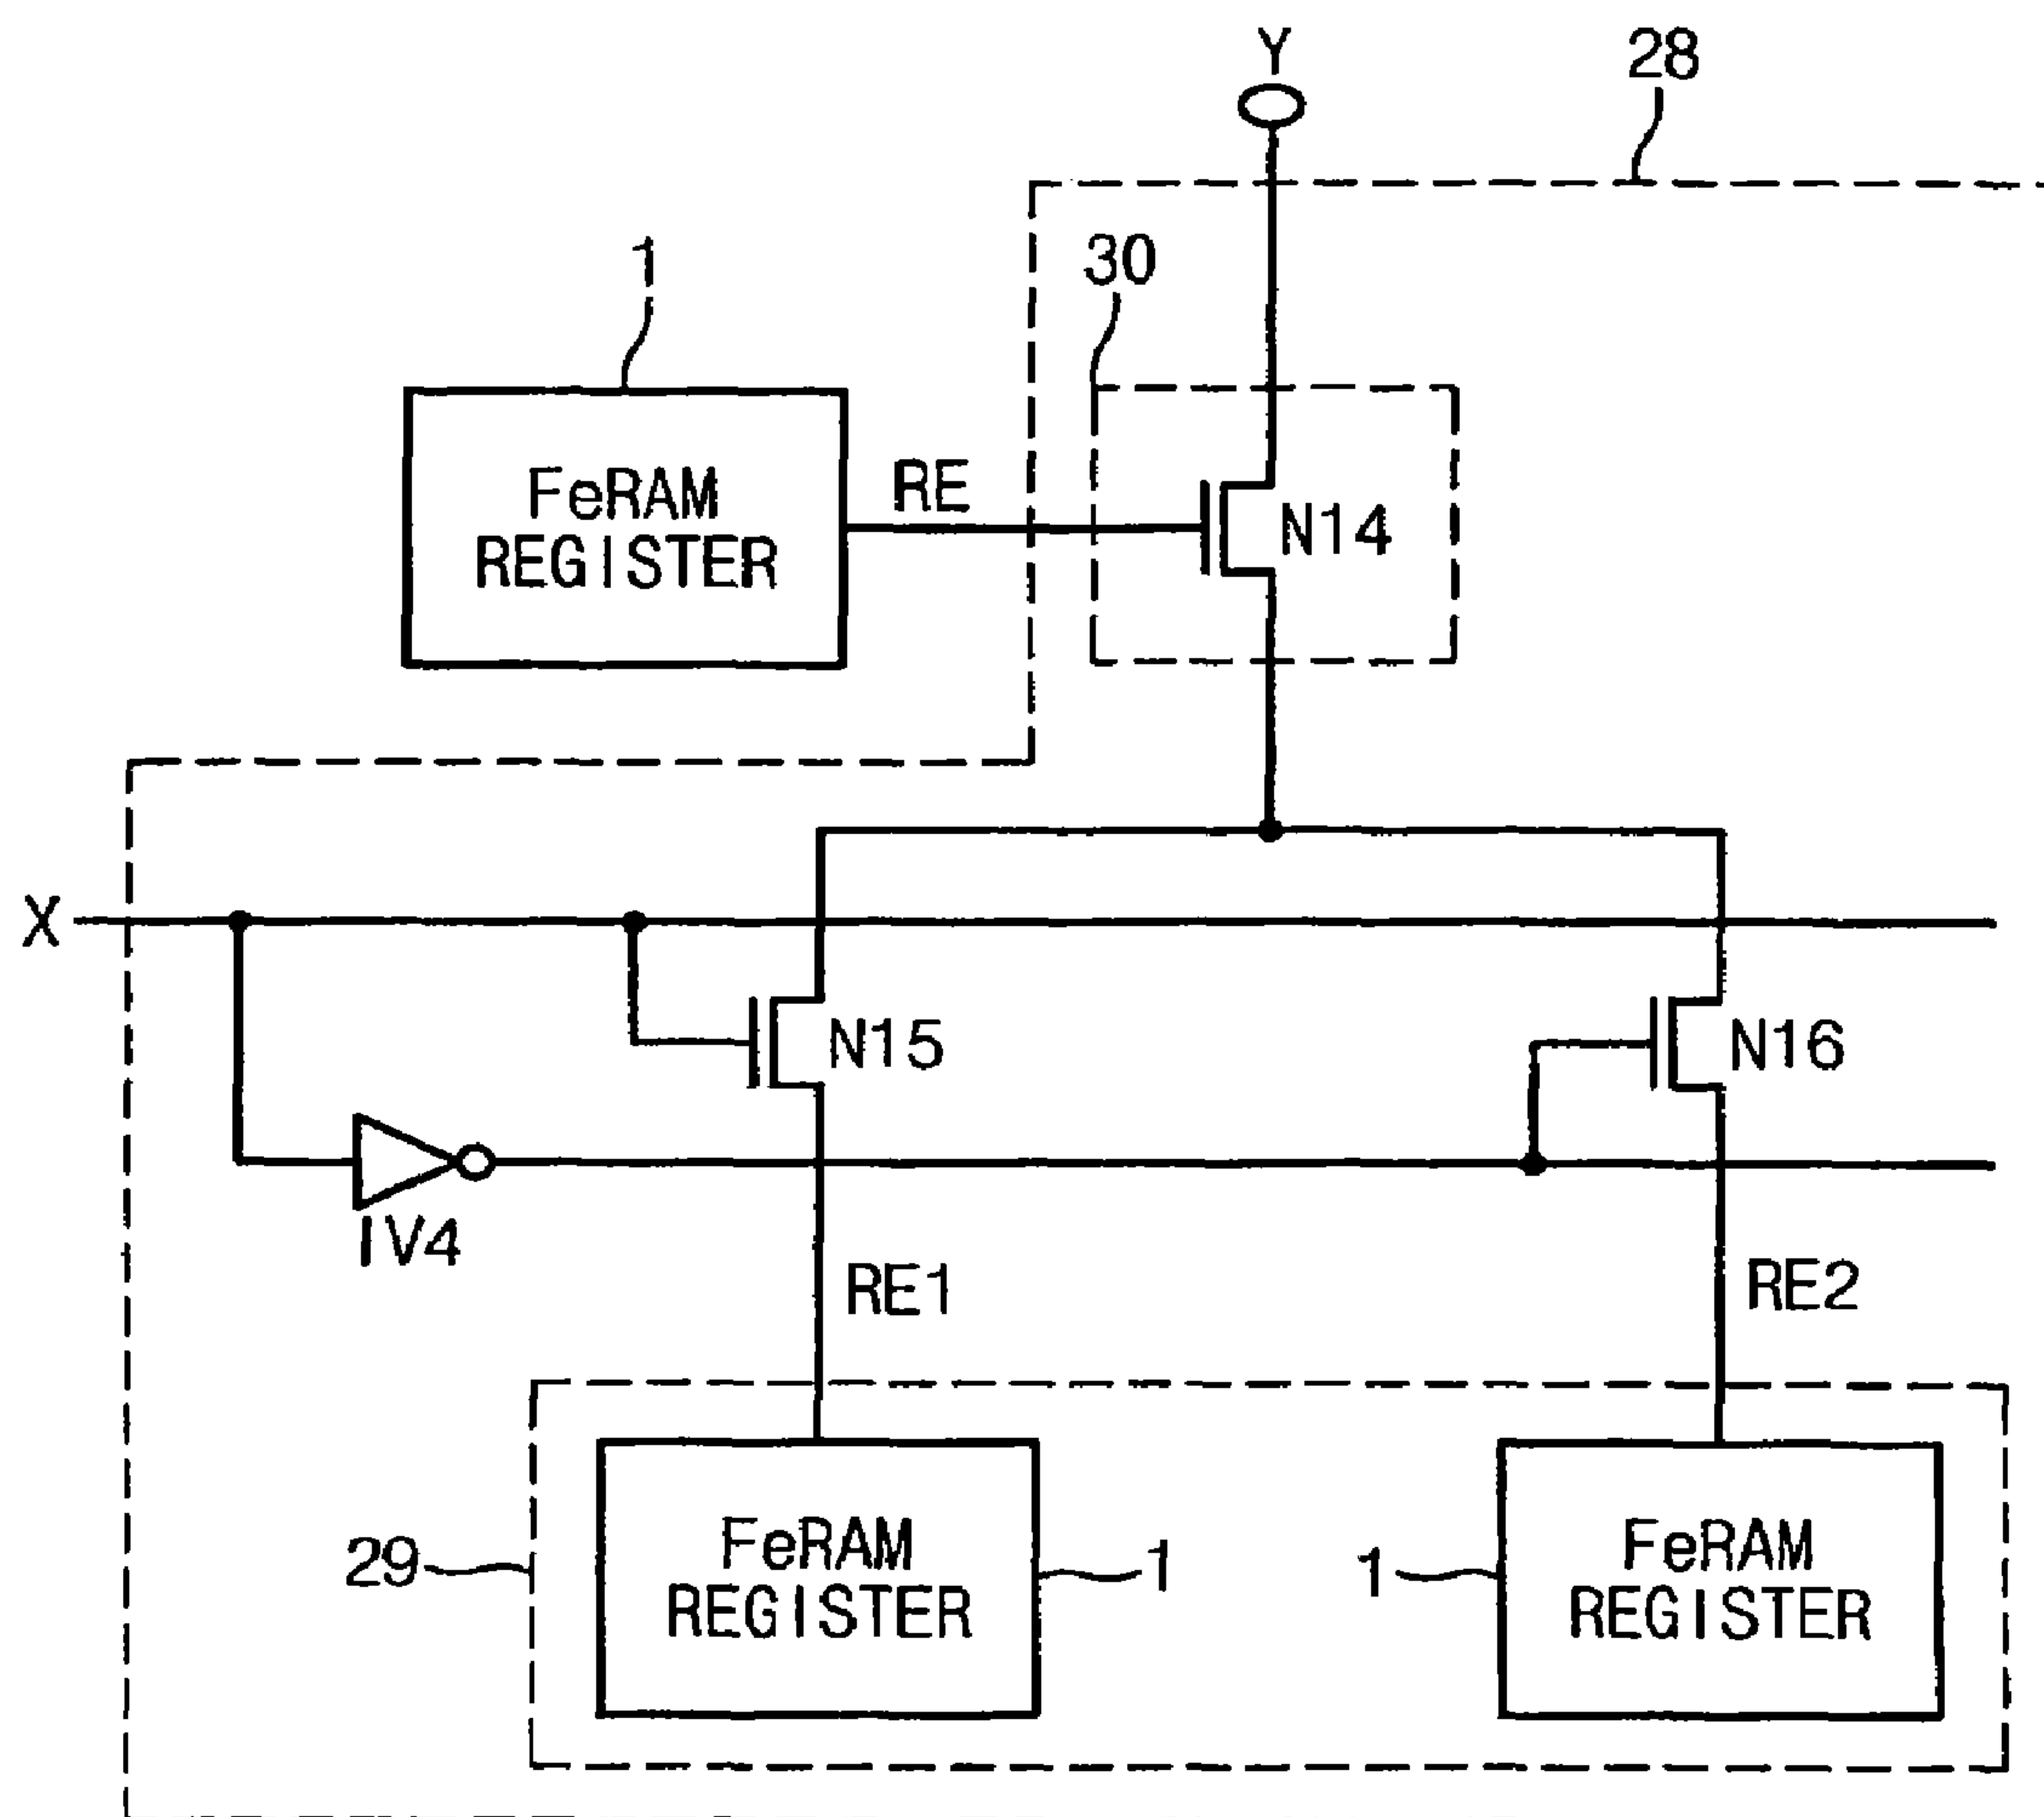 Y
28
1
30
FeRAM
REGISTER
RE
N14
X
N15
N16
IV4
RE1
RE2
29
FeRAM
REGISTER
1
1
FeRAM
REGISTER